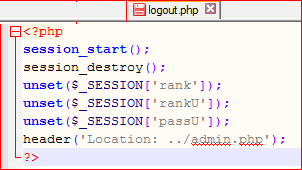 logout.php
<?php
session_start();
session_destroy();
unset($_SESSION['rank']);
unset($_SESSION['rankU']);
unset($_SESSION['passU']);
header('Location: ../admin.php');
?>